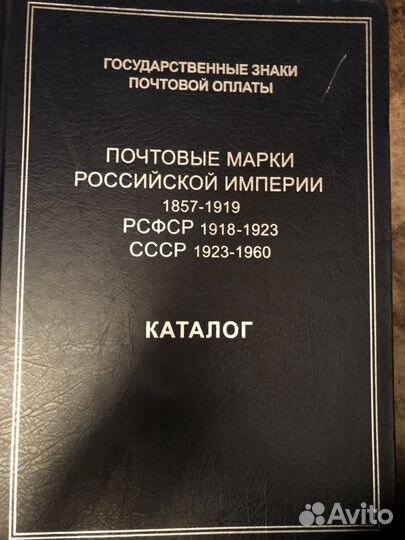 ГОСУДАРСТВЕННЫЕ ЗНАКИ
ПОЧТОВОЙ ОПЛАТЫ
ПОЧТОВЫЕ МАРКИ
РОССИЙСКОЙ ИМПЕРИИ
1857-1919
РСФСР 1918-1923
СССР 1923-1960
КАТАЛОГ
Avito